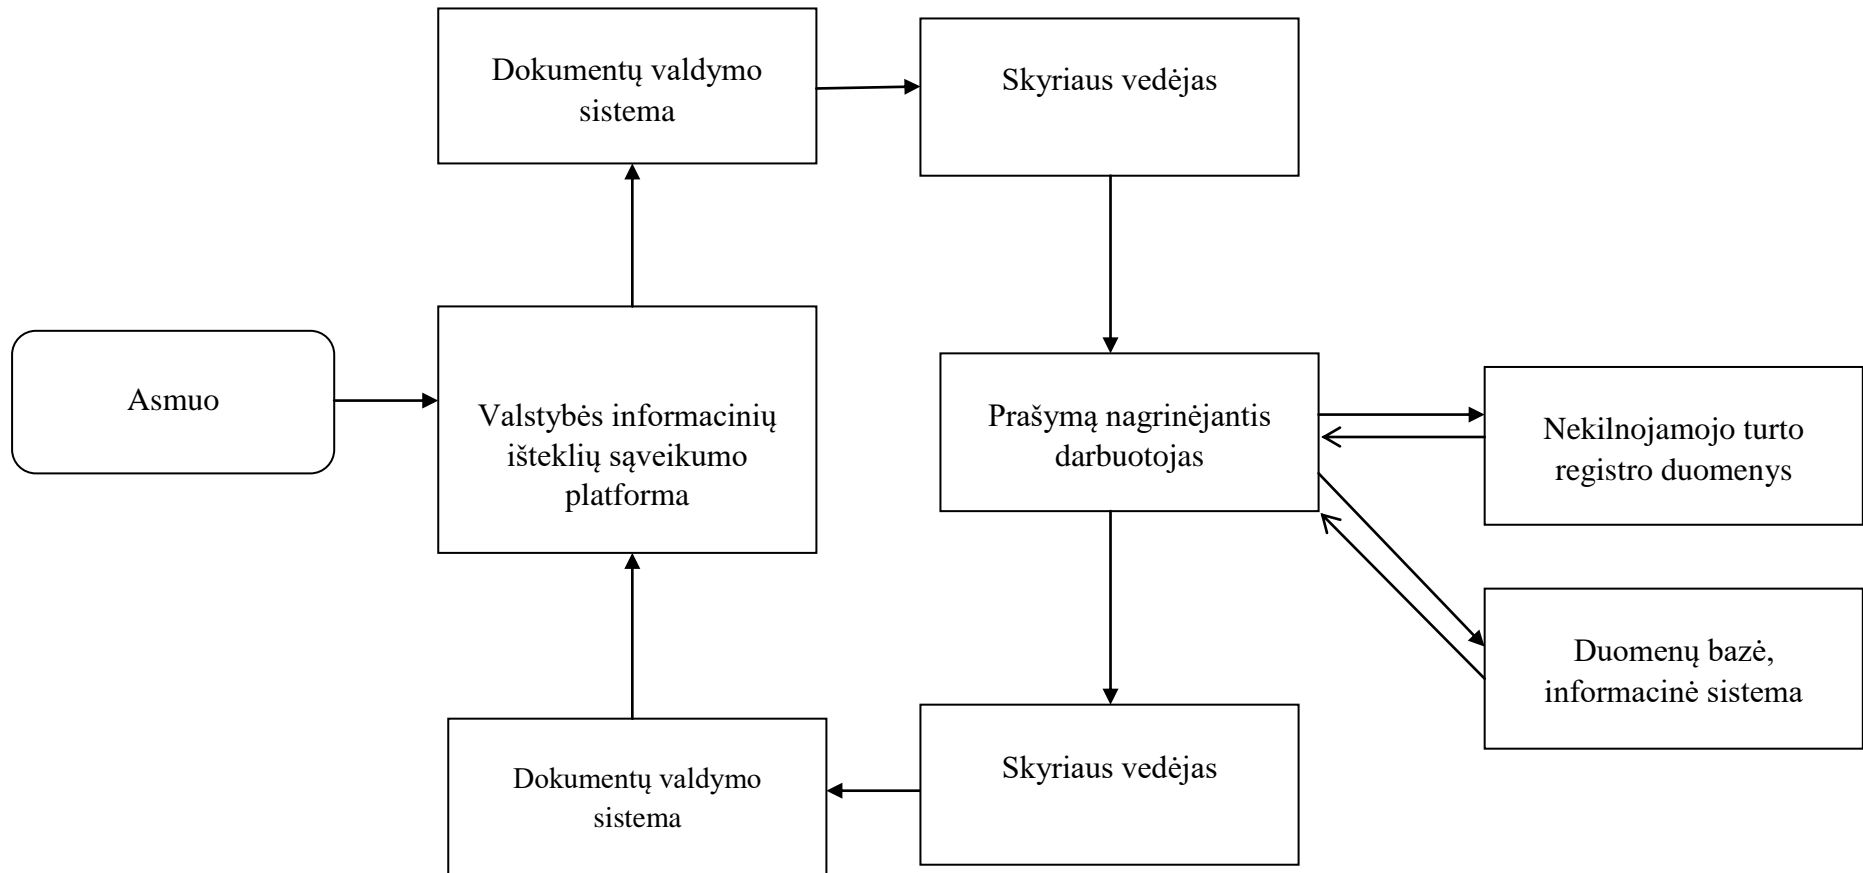 Dokumentų valdymo
sistema
Skyriaus vedėjas
Asmuo
Valstybės informacinių
išteklių sąveikumo
platforma
Prašymą nagrinėjantis
darbuotojas
Nekilnojamojo turto
registro duomenys
Duomenų bazė,
informacinė sistema
Skyriaus vedėjas
Dokumentų valdymo
sistema